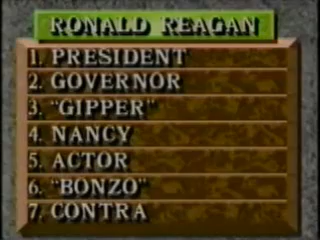 RONALD REAGAN
1. PRESIDENT
2. GOVERNOR
3. "GIPPER"
4. NANCY
5. ACTOR
6. "BONZO"
7. CONTRA